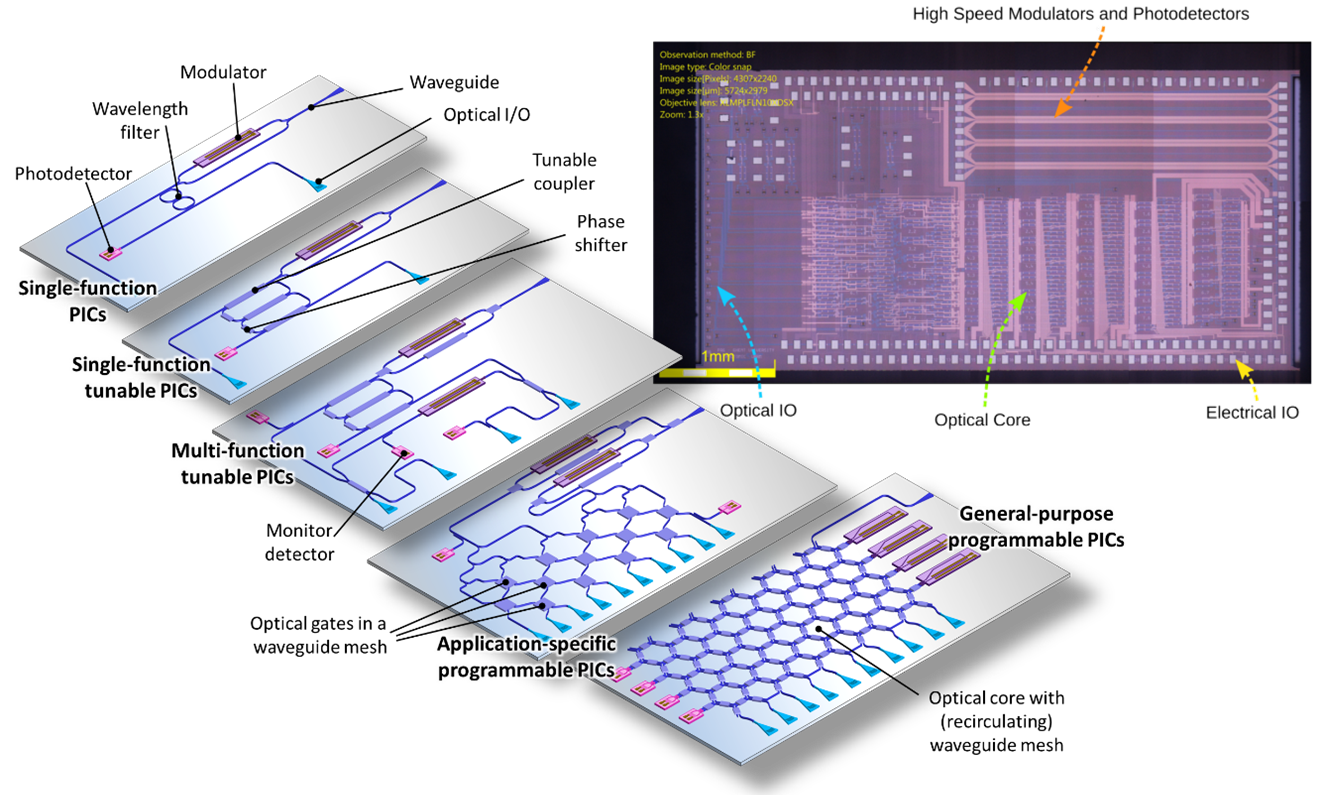 High Speed Modulators and Photodetectors
Observation method: BF
Image type: Color snap
Image size[Pixels]: 4307x2240
Image size[µm]: 5724x2979
Objective lens:
Zoom: 1.3x
1mm
Optical IO
Optical Core
Electrical IO
Modulator
Waveguide
Wavelength
filter
Optical I/O
Photodetector
Tunable
coupler
Phase
shifter
Single-function
PICs
Single-function
tunable PICs
Multi-function
tunable PICs
Monitor
detector
Optical gates in a
waveguide mesh
Application-specific
programmable PICs
General-purpose
programmable PICs
Optical core with
(recirculating)
waveguide mesh